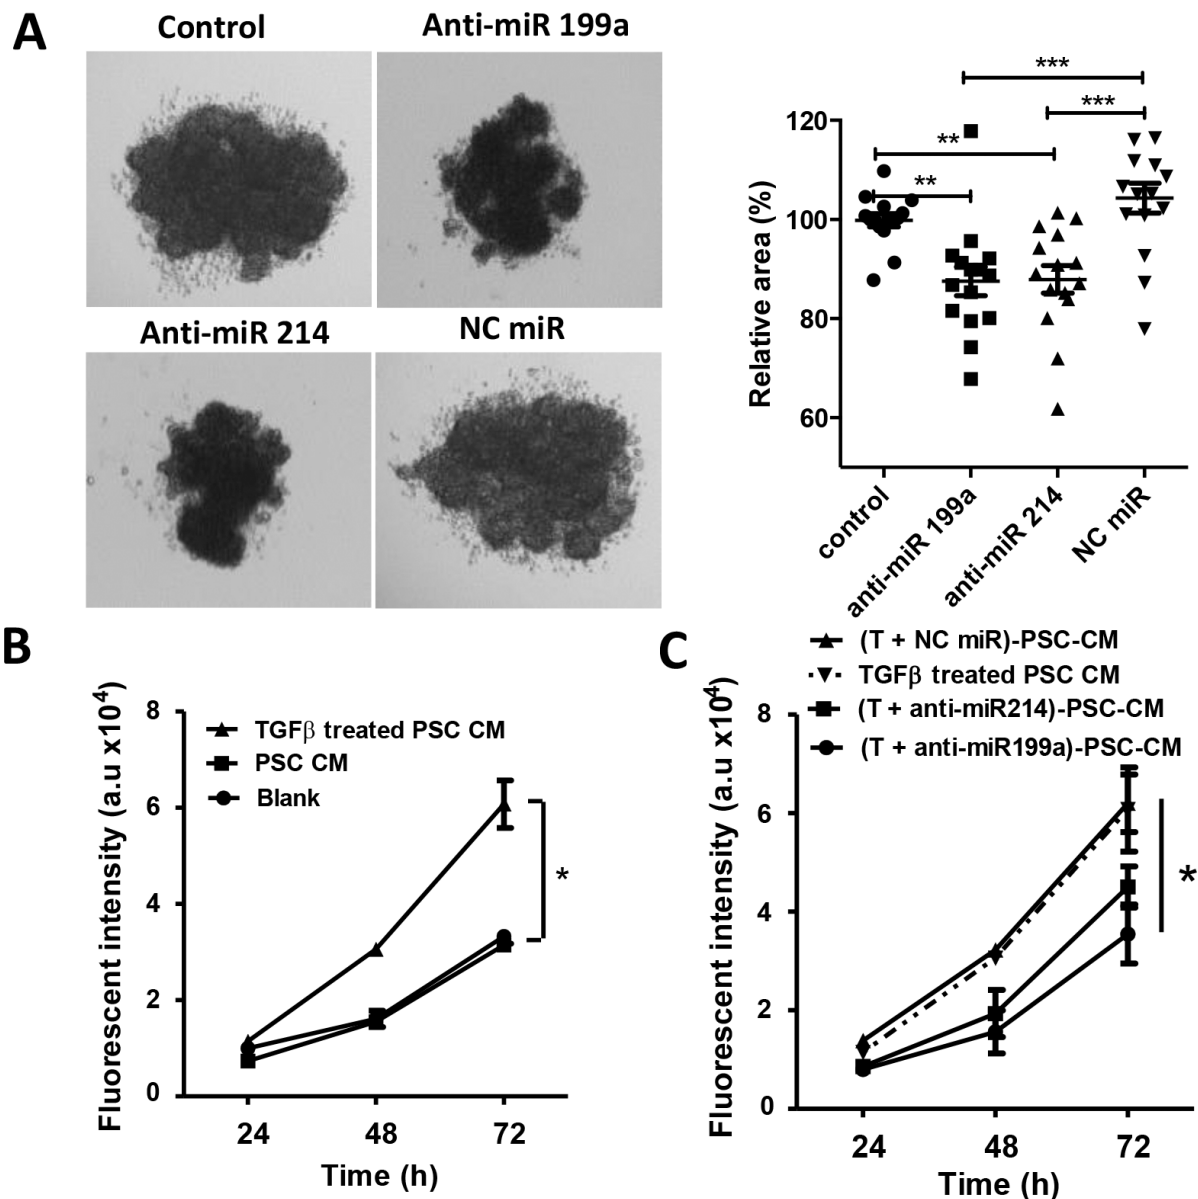 A
Control
Anti-miR 199a
Anti-miR 214
NC miR
***
***
**
**
Relative area (%)
120
100
80
60
control
anti-miR 199a
anti-miR 214
NC miR
B
Fluorescent intensity (a.u x10⁴)
8
6
4
2
0
TGFβ treated PSC CM
PSC CM
Blank
*
24 48 72
Time (h)
C
(T + NC miR)-PSC-CM
TGFβ treated PSC CM
(T + anti-miR214)-PSC-CM
(T + anti-miR199a)-PSC-CM
Fluorescent intensity (a.u x10⁴)
8
6
4
2
0
*
24 48 72
Time (h)